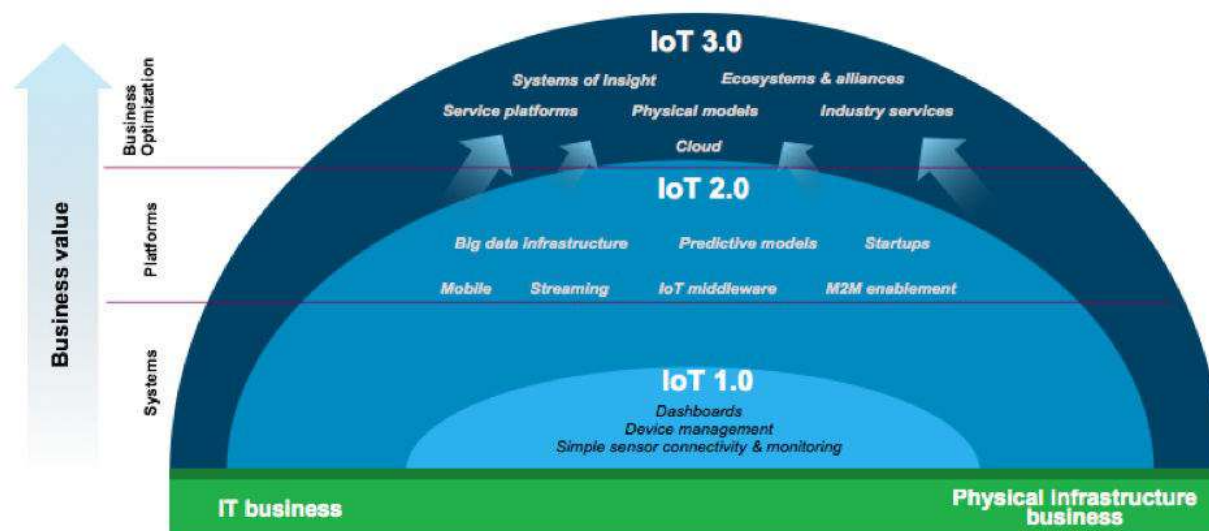 IoT 3.0
Systems of Insight
Ecosystems & alliances
Service platforms
Physical models
Industry services
Cloud
IoT 2.0
Big data infrastructure
Predictive models
Startups
Mobile
Streaming
IoT middleware
M2M enablement
IoT 1.0
Dashboards
Device management
Simple sensor connectivity & monitoring
Business value
Business
Optimization
Platforms
Systems
IT business
Physical infrastructure
business